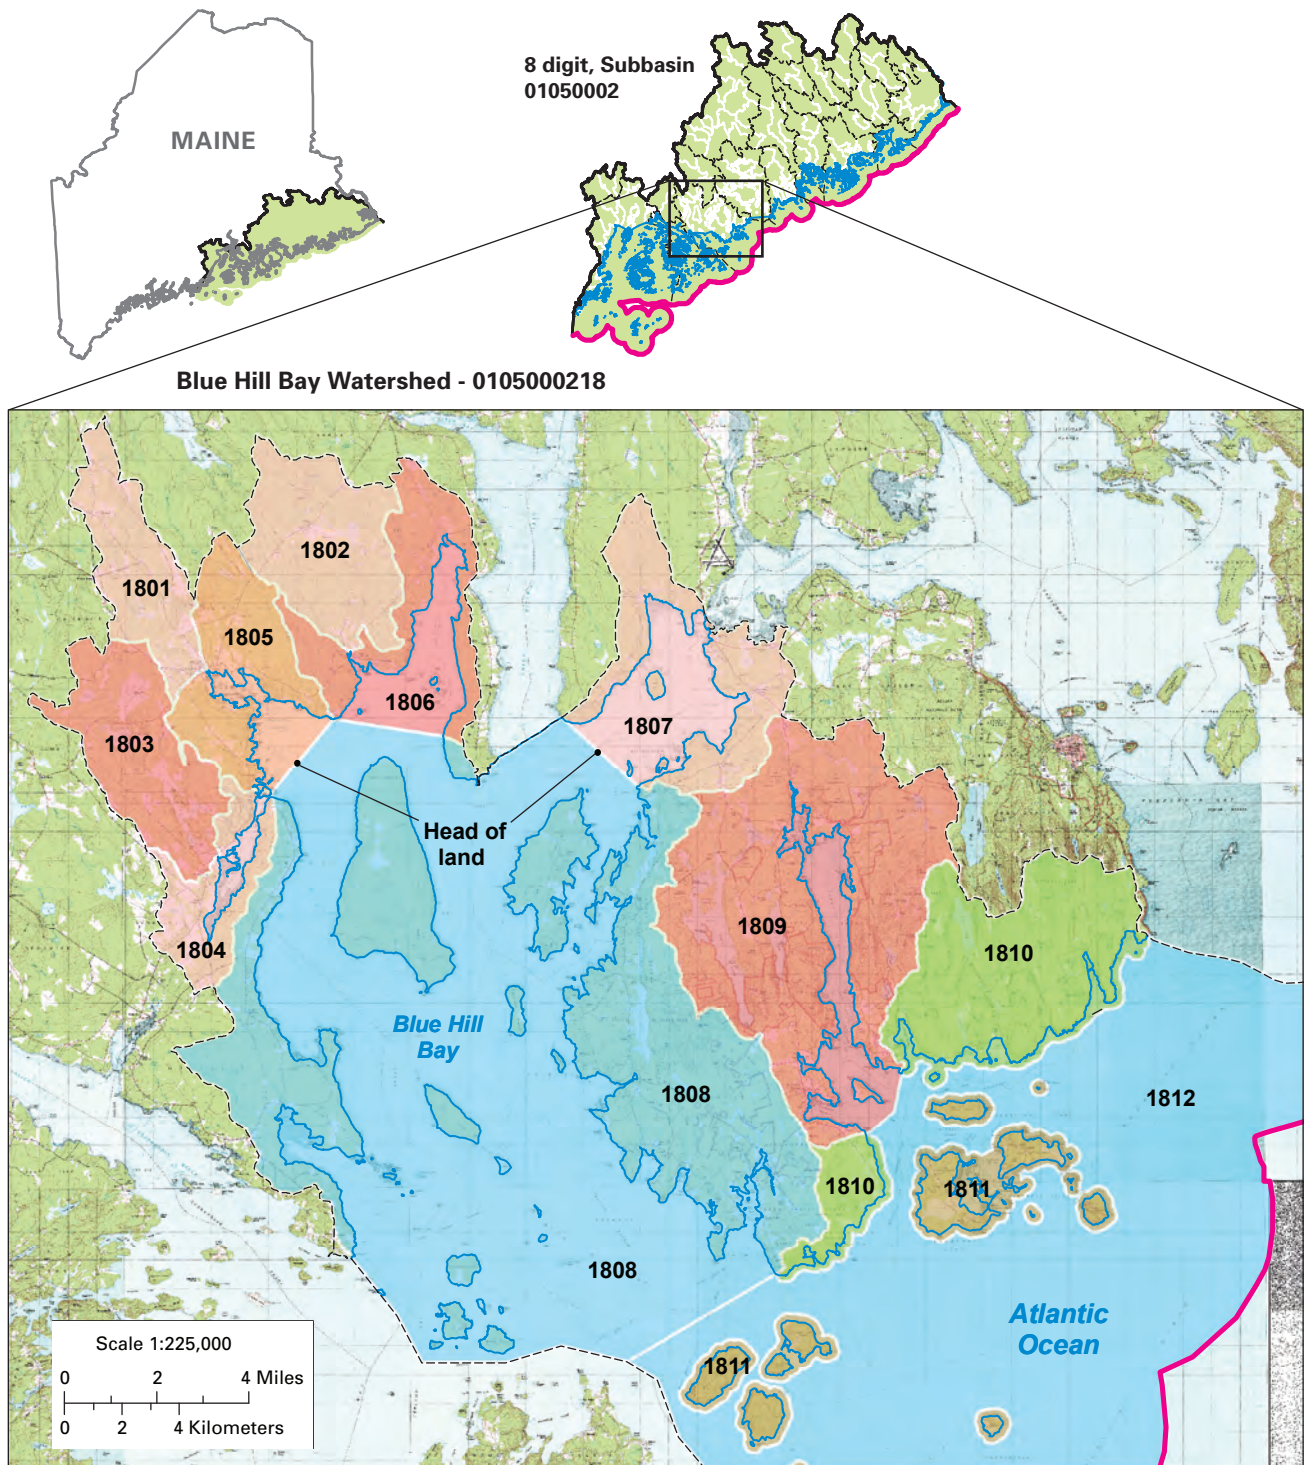 8 digit, Subbasin
01050002
MAINE
Blue Hill Bay Watershed - 0105000218
1801
1802
1805
1803
1806
1807
Head of
land
1804
1809
1810
Blue Hill
Bay
1808
1812
1810
1811
1808
Atlantic
Ocean
1811
Scale 1:225,000
0 2 4 Miles
0 2 4 Kilometers